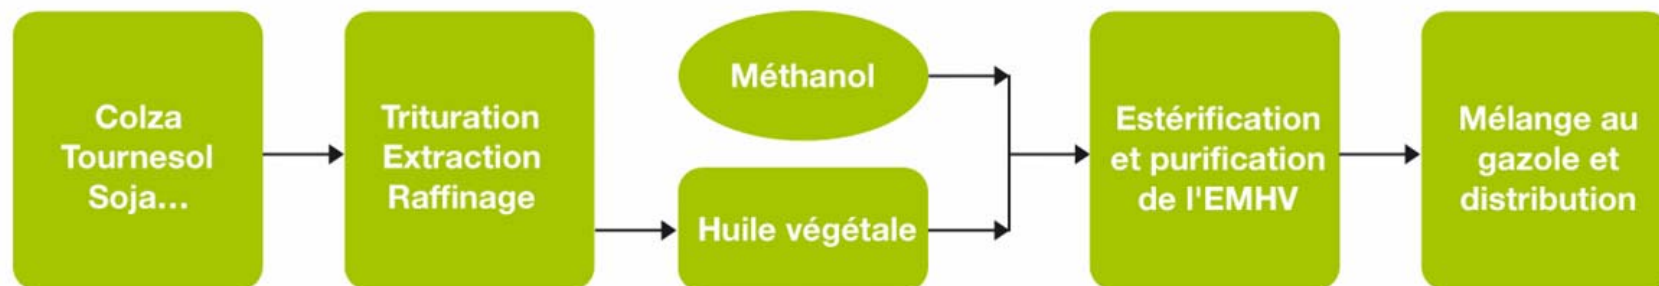 Colza
Tournesol
Soja...
Trituration
Extraction
Raffinage
Méthanol
Huile végétale
Estérification
et purification
de l'EMHV
Mélange au
gazole et
distribution